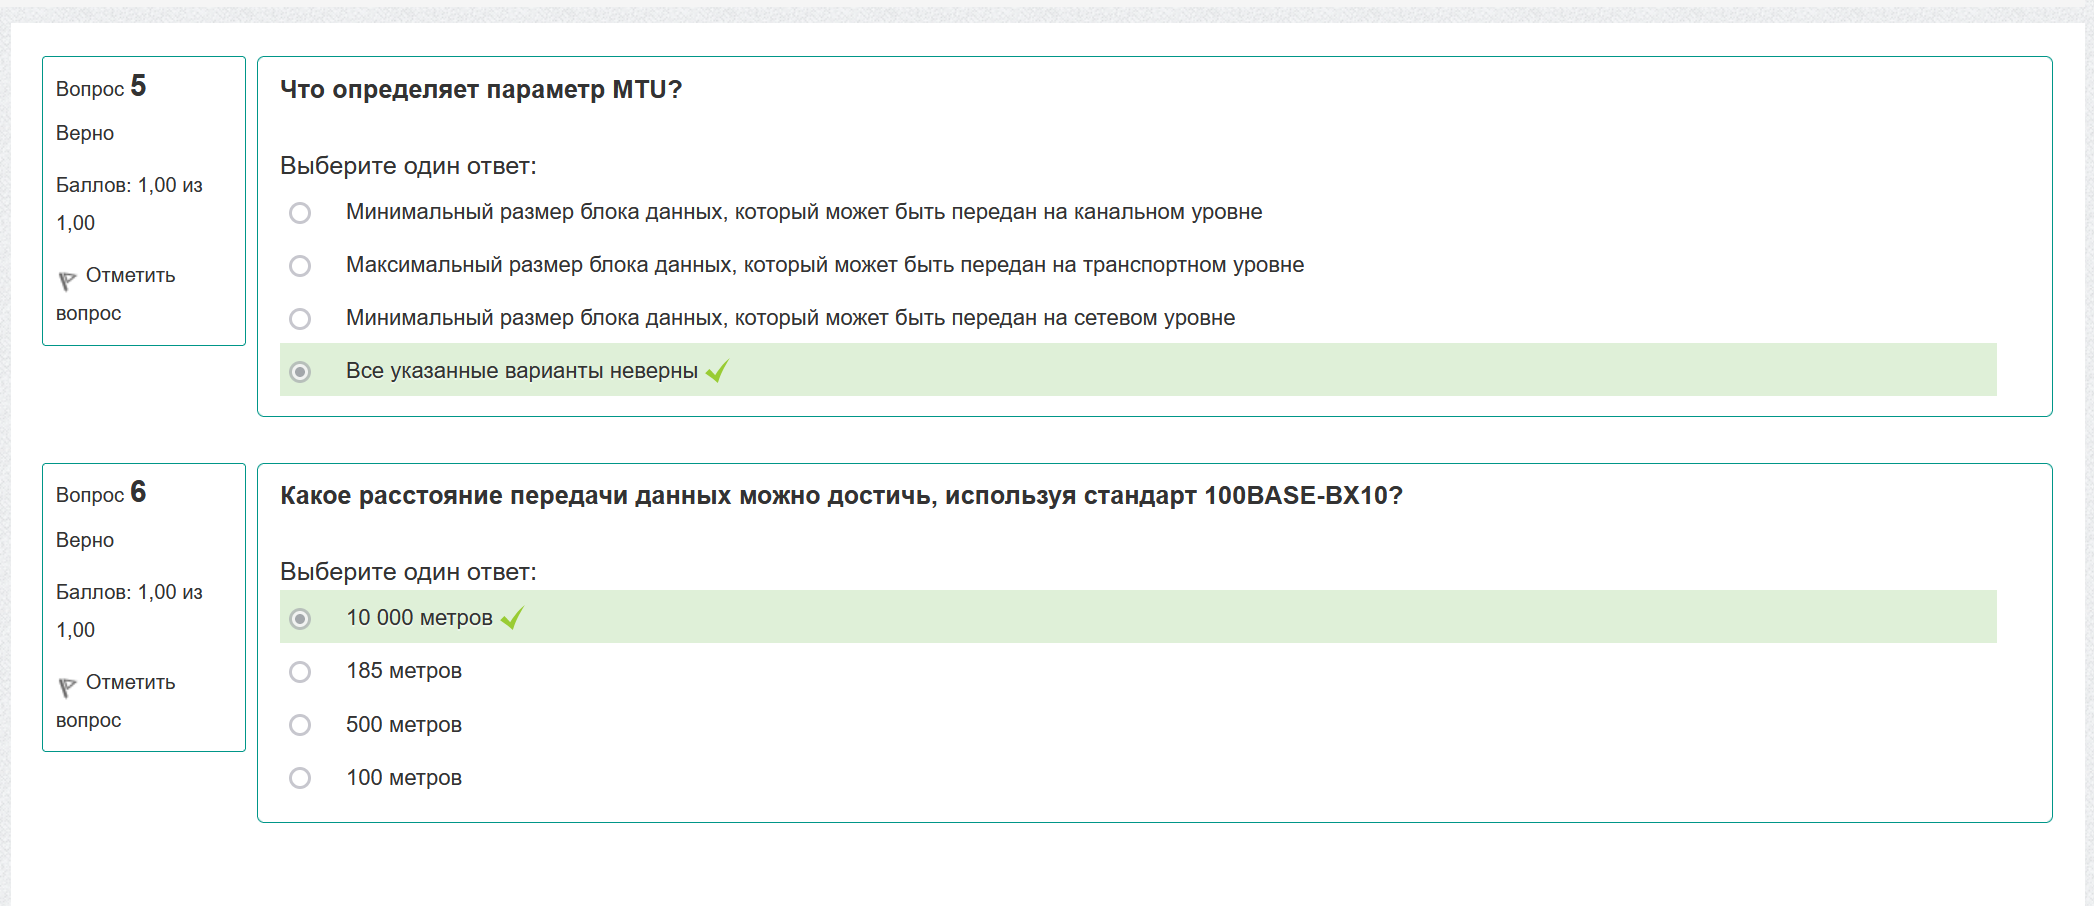 Вопрос 5
Верно
Баллов: 1,00 из
1,00
Отметить
вопрос
Что определяет параметр MTU?
Выберите один ответ:
Минимальный размер блока данных, который может быть передан на канальном уровне
Максимальный размер блока данных, который может быть передан на транспортном уровне
Минимальный размер блока данных, который может быть передан на сетевом уровне
Все указанные варианты неверны
Вопрос 6
Верно
Баллов: 1,00 из
1,00
Отметить
вопрос
Какое расстояние передачи данных можно достичь, используя стандарт 100BASE-BX10?
Выберите один ответ:
10 000 метров
185 метров
500 метров
100 метров